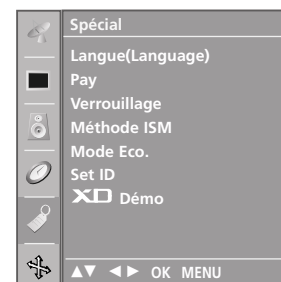 Spécial
Langue(Language)
Pay
Verrouillage
Méthode ISM
Mode Eco.
Set ID
XD Démo
▲▼ ◄► OK MENU